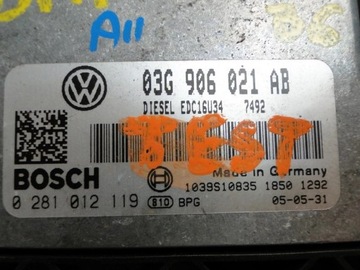 A11
03G 906 021 AB
DIESEL EDC16U34 7492
TEST
Made in Germany
BOSCH
1039S10835 1850 1292
0 281 012 119 B10 BPG 05-05-31